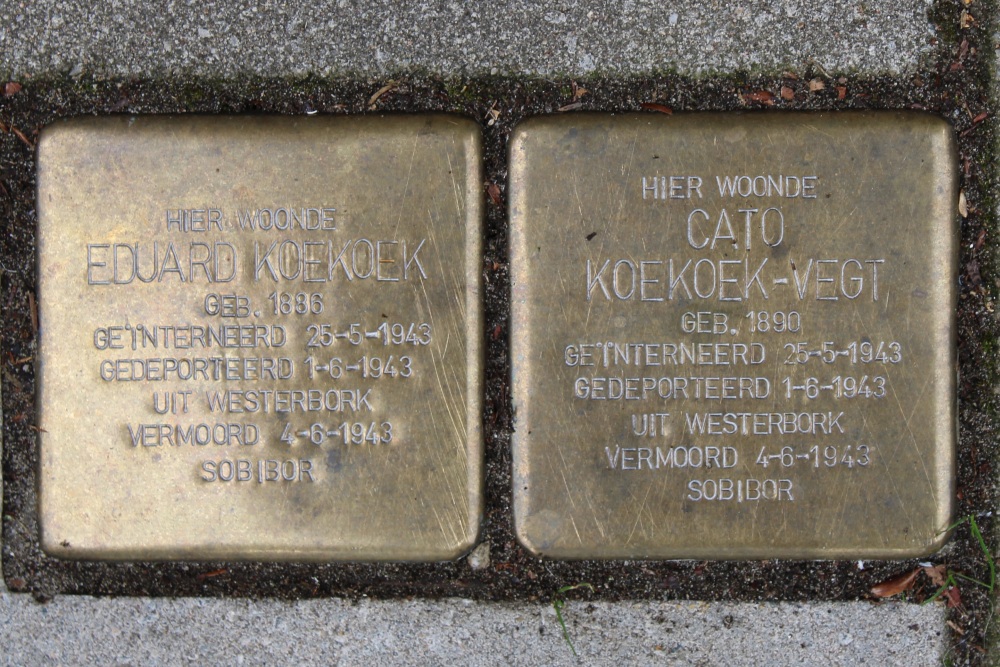 HIER WOONDE
EDUARD KOEKOEK
GEB. 1886
GEÏNTERNEERD 25-5-1943
GEDEPORTEERD 1-6-1943
UIT WESTERBORK
VERMOORD 4-6-1943
SOBIBOR
HIER WOONDE
CATO
KOEKOEK-VEGT
GEB. 1890
GEÏNTERNEERD 25-5-1943
GEDEPORTEERD 1-6-1943
UIT WESTERBORK
VERMOORD 4-6-1943
SOBIBOR